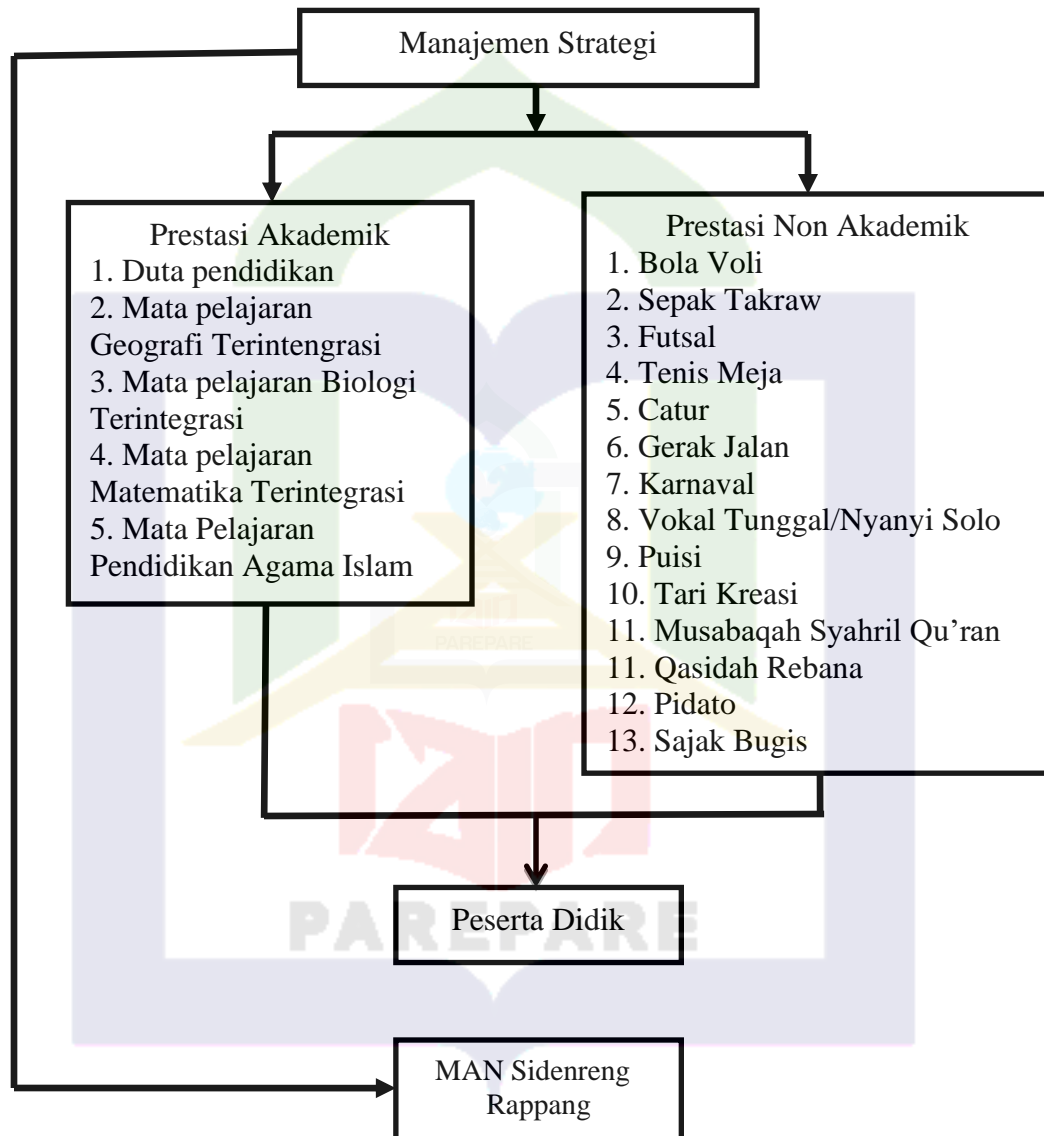 Manajemen Strategi
Prestasi Akademik
1. Duta pendidikan
2. Mata pelajaran
Geografi Terintengrasi
3. Mata pelajaran Biologi
Terintegrasi
4. Mata pelajaran
Matematika Terintegrasi
5. Mata Pelajaran
Pendidikan Agama Islam
Prestasi Non Akademik
1. Bola Voli
2. Sepak Takraw
3. Futsal
4. Tenis Meja
5. Catur
6. Gerak Jalan
7. Karnaval
8. Vokal Tunggal/Nyanyi Solo
9. Puisi
10. Tari Kreasi
11. Musabaqah Syahril Qu’ran
11. Qasidah Rebana
12. Pidato
13. Sajak Bugis
PAREPARE
Peserta Didik
PAREPARE
MAN Sidenreng
Rappang